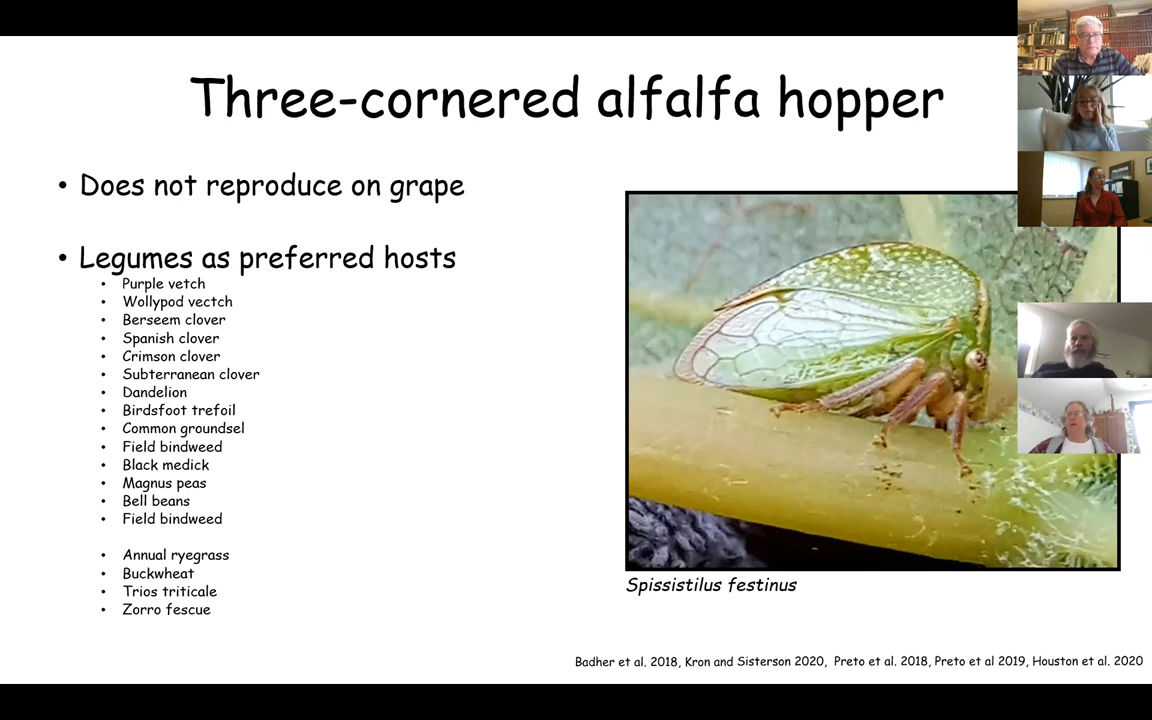 Three-cornered alfalfa hopper
• Does not reproduce on grape
• Legumes as preferred hosts
• Purple vetch
• Wollypod vectch
• Berseem clover
• Spanish clover
• Crimson clover
• Subterranean clover
• Dandelion
• Birdsfoot trefoil
• Common groundsel
• Field bindweed
• Black medick
• Magnus peas
• Bell beans
• Field bindweed
• Annual ryegrass
• Buckwheat
• Trios triticale
• Zorro fescue
Spissistilus festinus
Badher et al. 2018, Kron and Sisterson 2020, Preto et al. 2018, Preto et al 2019, Houston et al. 2020